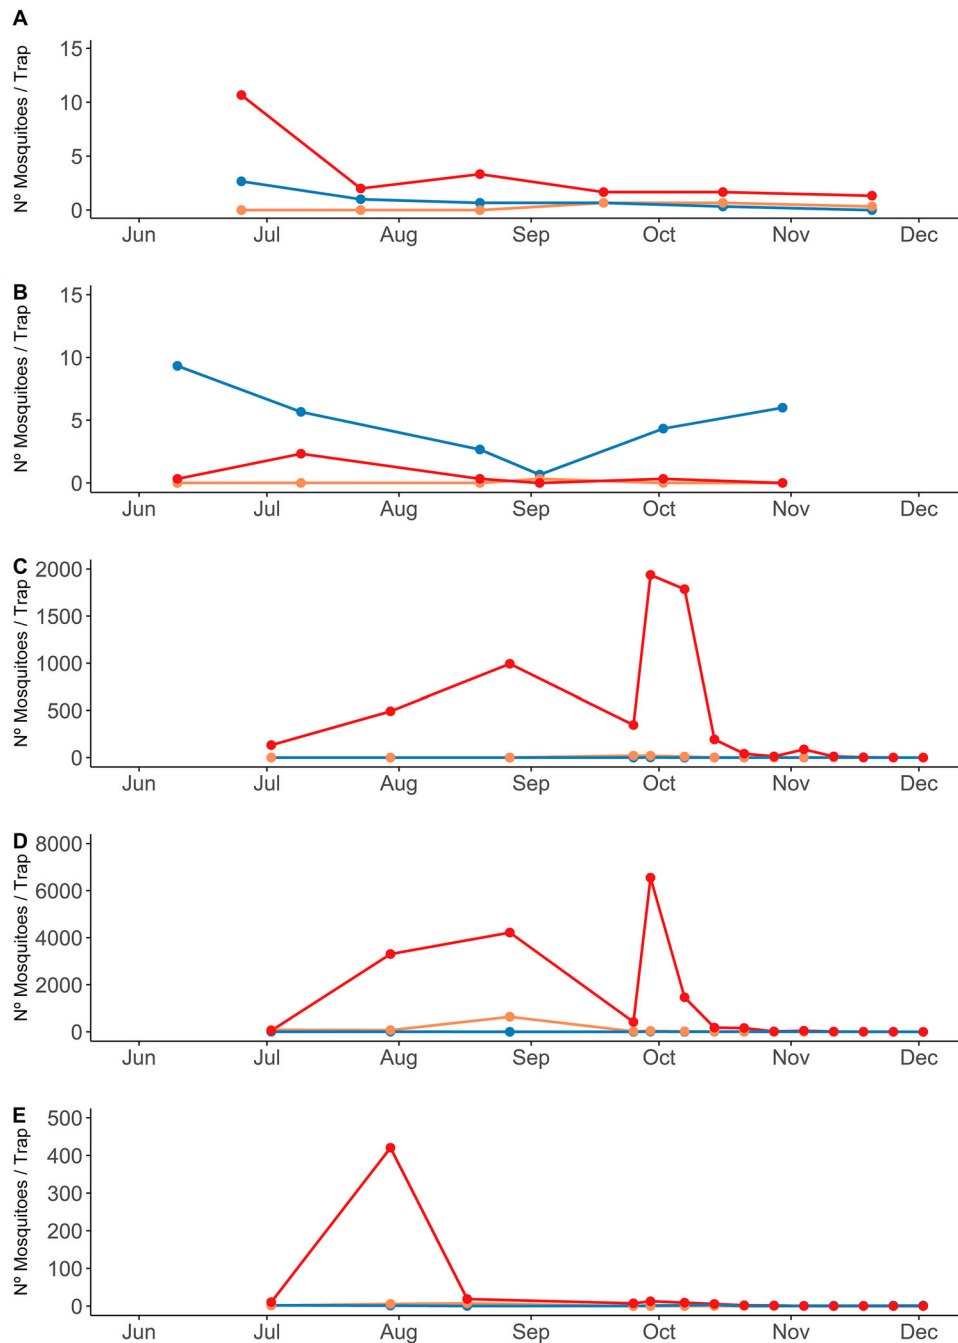 A
Nº Mosquitoes / Trap
15
10
5
0
Jun Jul Aug Sep Oct Nov Dec
B
Nº Mosquitoes / Trap
15
10
5
0
Jun Jul Aug Sep Oct Nov Dec
C
Nº Mosquitoes / Trap
2000
1500
1000
500
0
Jun Jul Aug Sep Oct Nov Dec
D
Nº Mosquitoes / Trap
8000
6000
4000
2000
0
Jun Jul Aug Sep Oct Nov Dec
E
Nº Mosquitoes / Trap
500
400
300
200
100
0
Jun Jul Aug Sep Oct Nov Dec